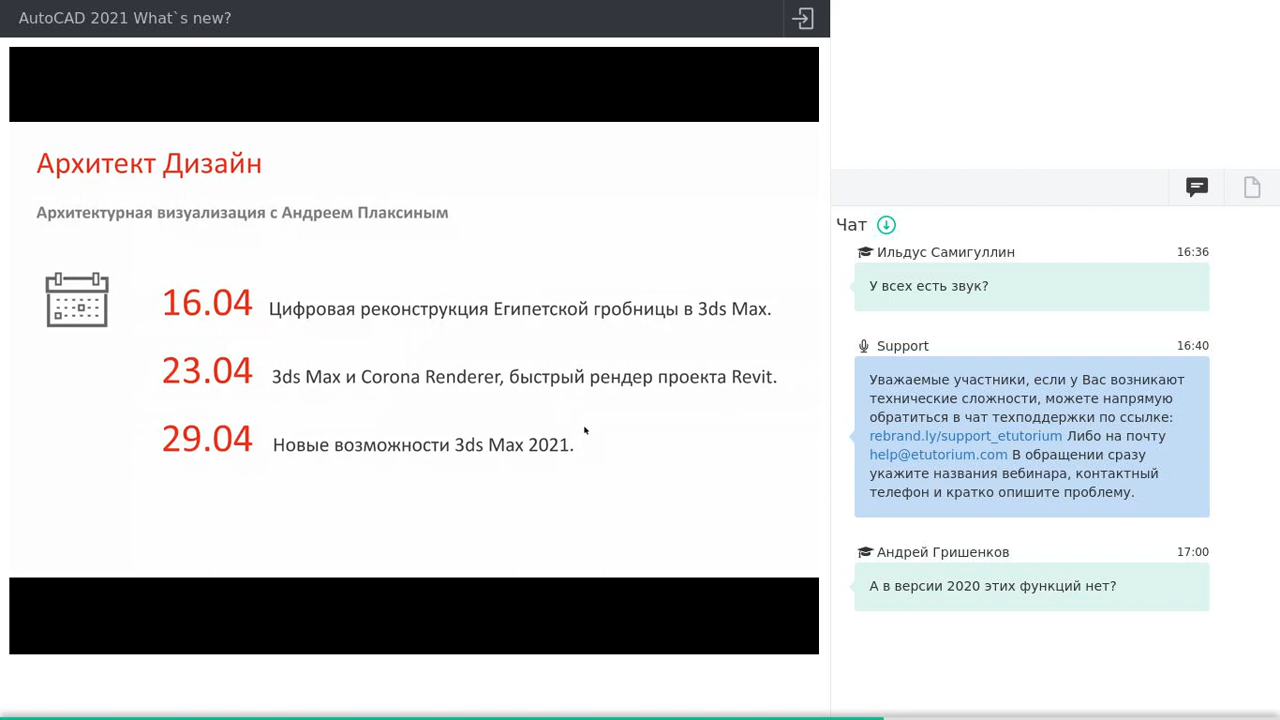 AutoCAD 2021 What`s new?
Архитект Дизайн
Архитектурная визуализация с Андреем Плаксиным
16.04 Цифровая реконструкция Египетской гробницы в 3ds Max.
23.04 3ds Max и Corona Renderer, быстрый рендер проекта Revit.
29.04 Новые возможности 3ds Max 2021.
Чат
Ильдус Самигуллин 16:36
У всех есть звук?
Support 16:40
Уважаемые участники, если у Вас возникают
технические сложности, можете напрямую
обратиться в чат техподдержки по ссылке:
rebrand.ly/support_etutorium Либо на почту
help@etutorium.com В обращении сразу
укажите названия вебинара, контактный
телефон и кратко опишите проблему.
Андрей Гришенков 17:00
А в версии 2020 этих функций нет?